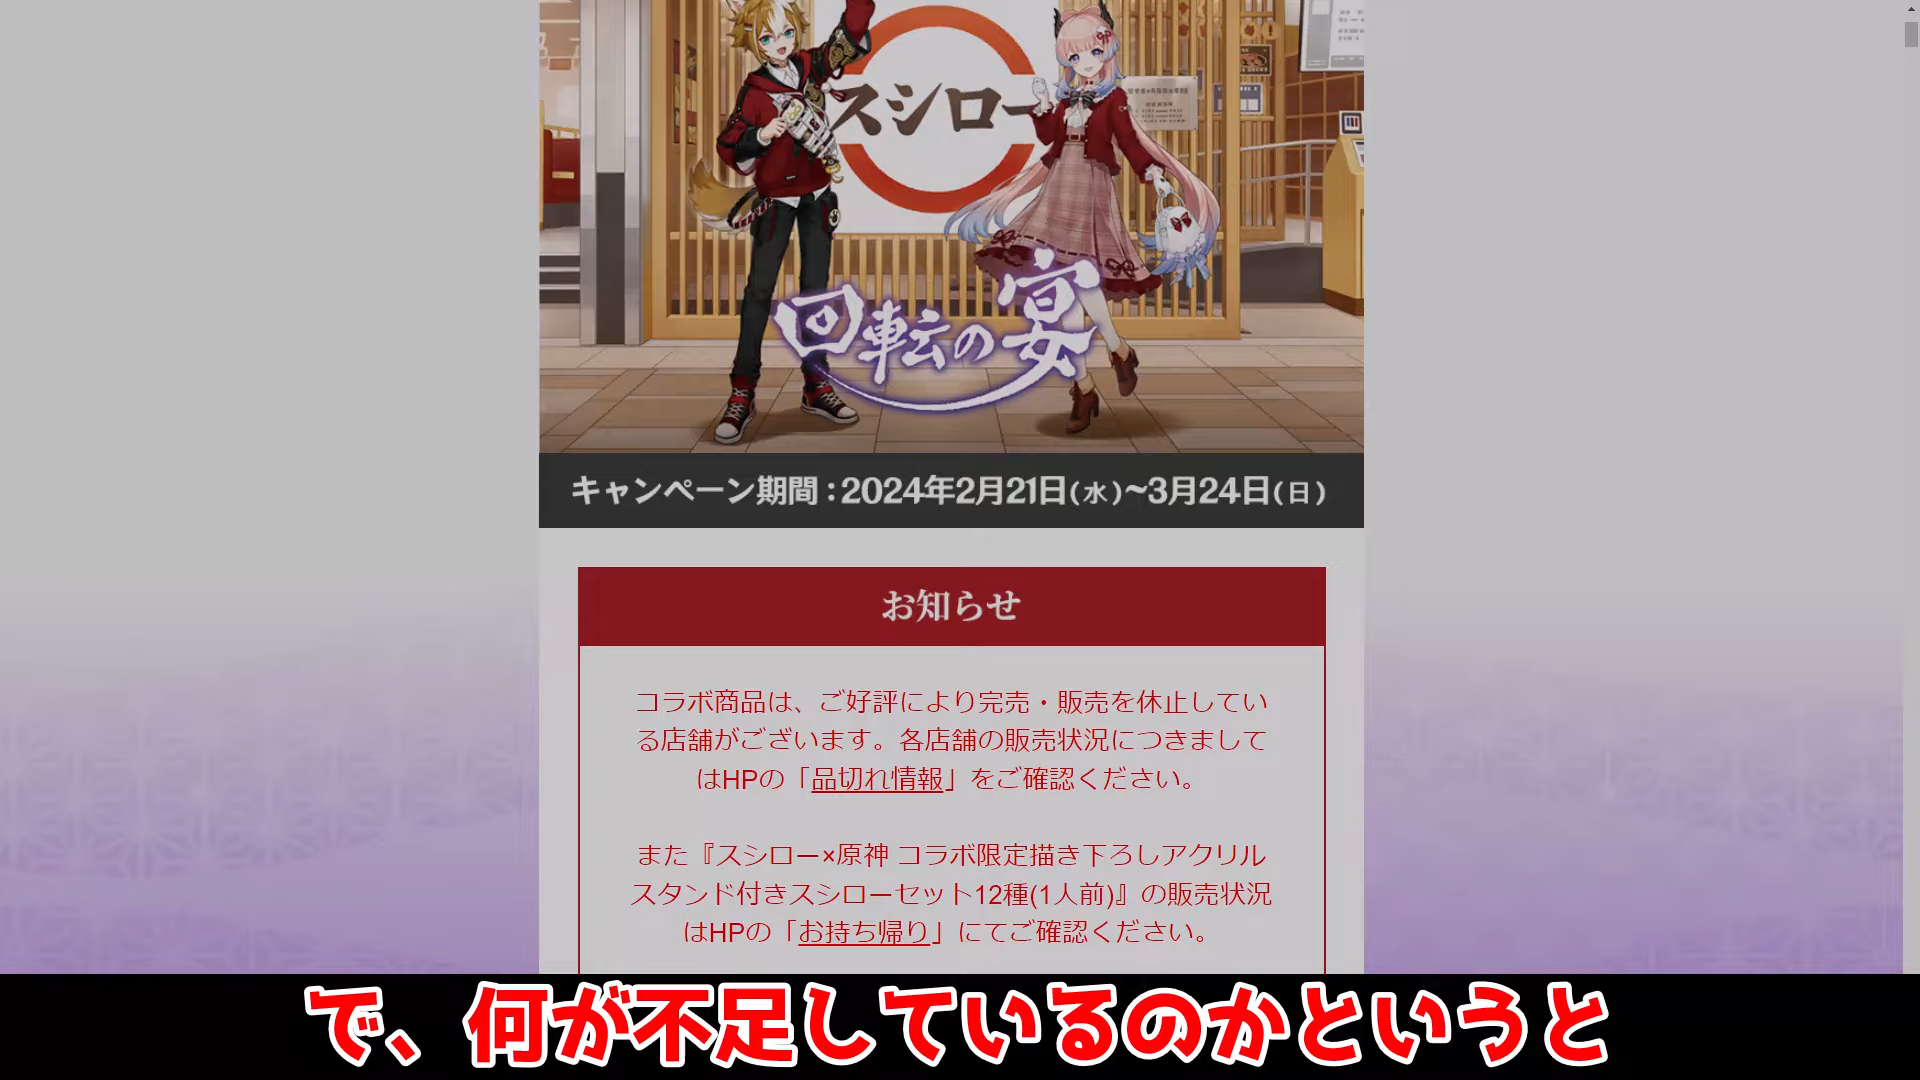 スシロー
回転の宴
キャンペーン期間:2024年2月21日(水)~3月24日(日)
お知らせ
コラボ商品は、ご好評により完売・販売を休止してい
る店舗がございます。各店舗の販売状況につきまして
はHPの「品切れ情報」をご確認ください。
また『スシロー×原神 コラボ限定描き下ろしアクリル
スタンド付きスシローセット12種(1人前)』の販売状況
はHPの「お持ち帰り」にてご確認ください。
で、何が不足しているのかというと